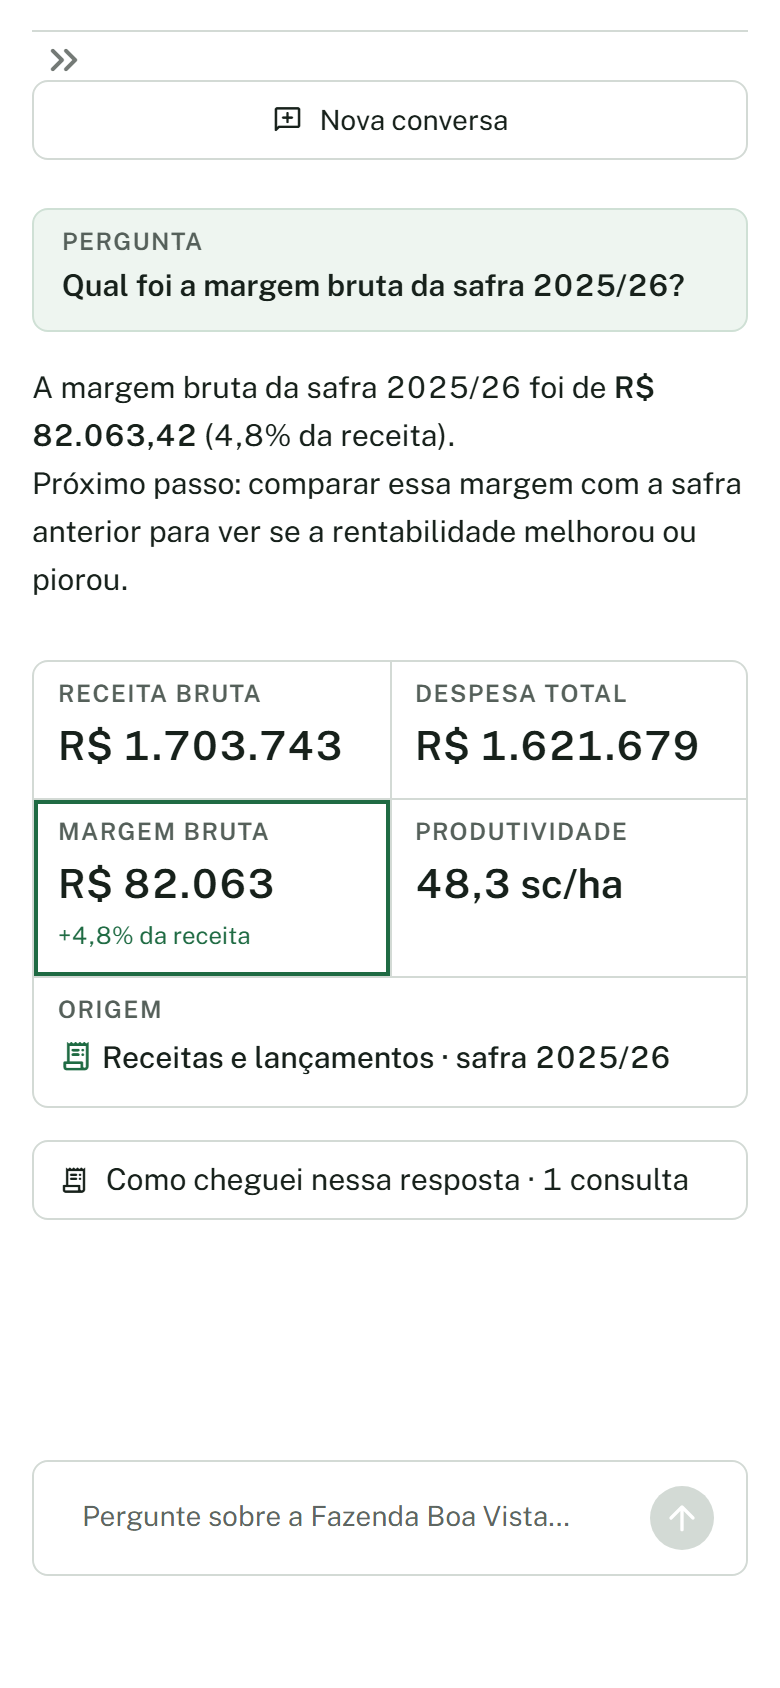 Nova conversa
PERGUNTA
Qual foi a margem bruta da safra 2025/26?
A margem bruta da safra 2025/26 foi de R$
82.063,42 (4,8% da receita).
Próximo passo: comparar essa margem com a safra
anterior para ver se a rentabilidade melhorou ou
piorou.
RECEITA BRUTA
R$ 1.703.743
DESPESA TOTAL
R$ 1.621.679
MARGEM BRUTA
R$ 82.063
+4,8% da receita
PRODUTIVIDADE
48,3 sc/ha
ORIGEM
Receitas e lançamentos · safra 2025/26
Como cheguei nessa resposta · 1 consulta
Pergunte sobre a Fazenda Boa Vista...